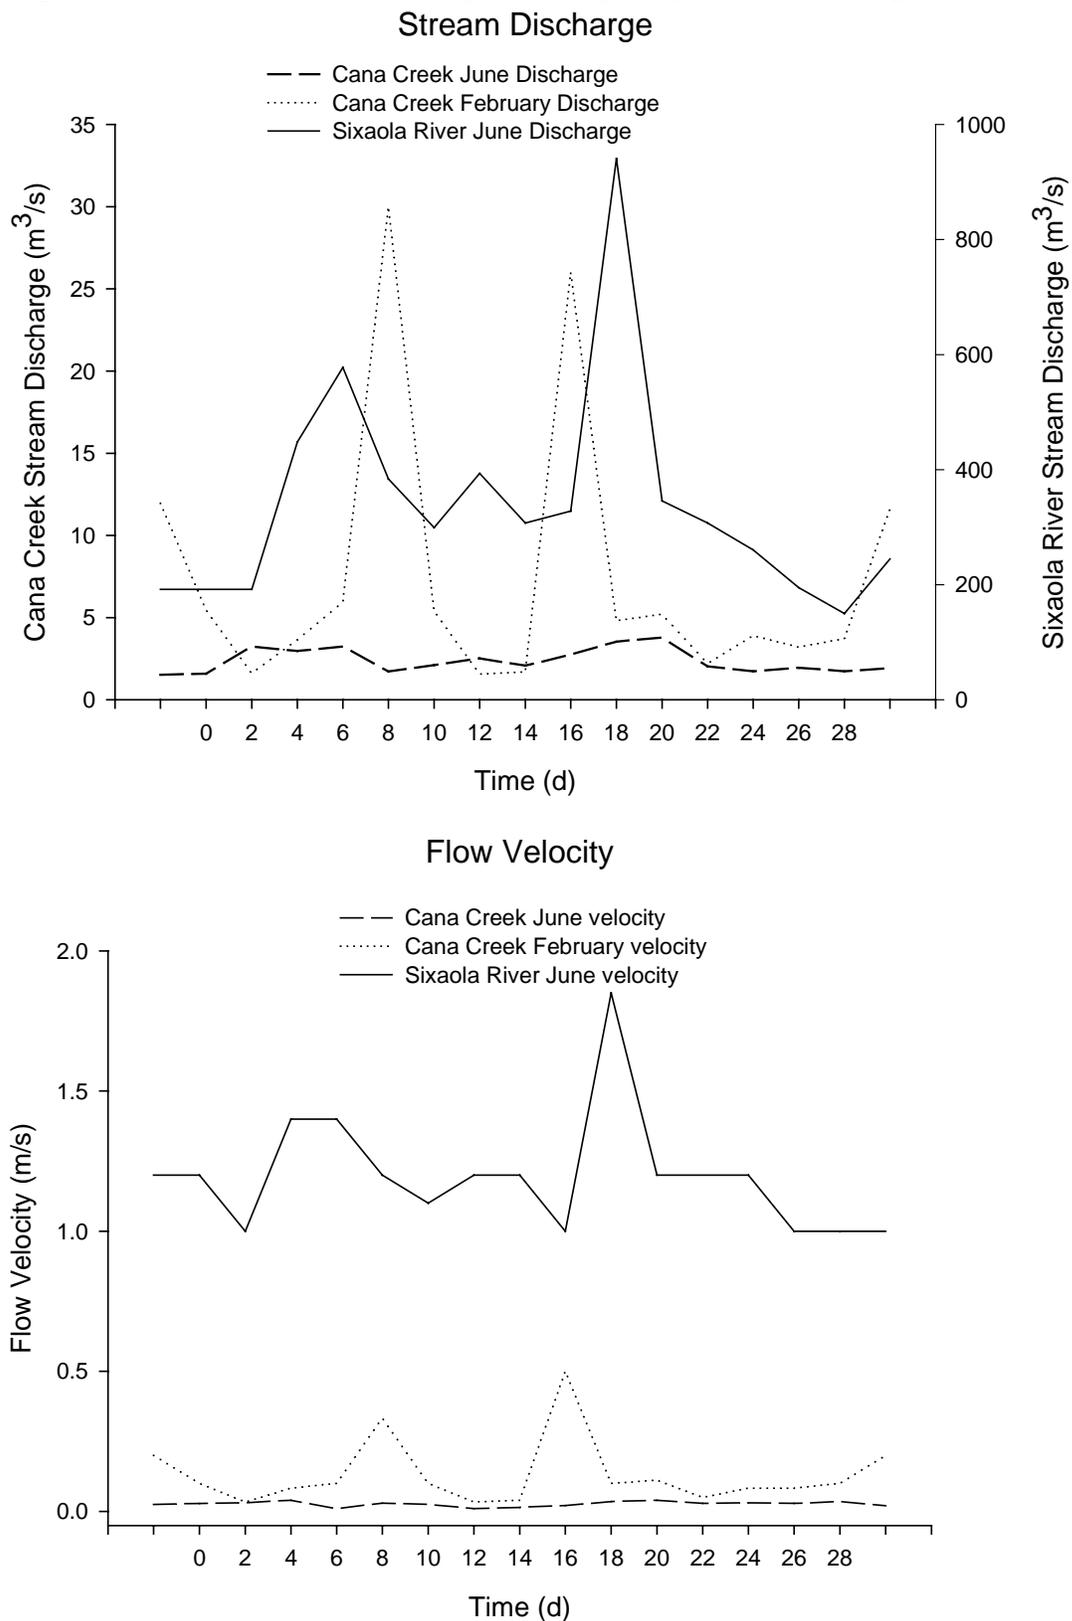 Stream Discharge
Cana Creek June Discharge
Cana Creek February Discharge
Sixaola River June Discharge
35
30
25
20
15
10
5
0
Cana Creek Stream Discharge (m³/s)
1000
800
600
400
200
0
Sixaola River Stream Discharge (m³/s)
0 2 4 6 8 10 12 14 16 18 20 22 24 26 28
Time (d)
Flow Velocity
Cana Creek June velocity
Cana Creek February velocity
Sixaola River June velocity
2.0
1.5
1.0
0.5
0.0
Flow Velocity (m/s)
0 2 4 6 8 10 12 14 16 18 20 22 24 26 28
Time (d)